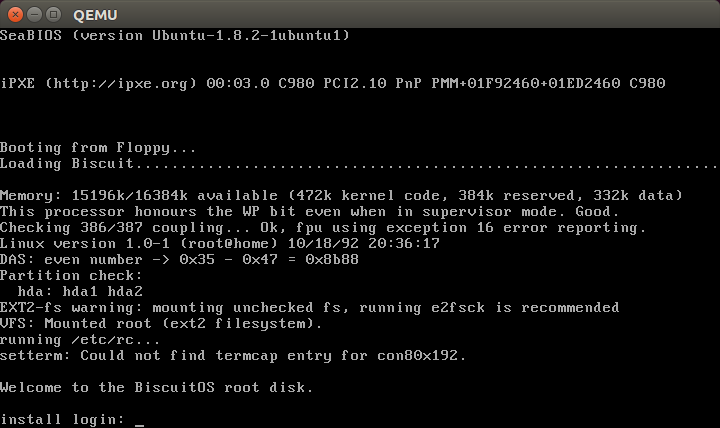 QEMU
SeaBIOS (version Ubuntu-1.8.2-1ubuntu1)
iPXE (http://ipxe.org) 00:03.0 C980 PCI2.10 PnP PMM+01F92460+01ED2460 C980
Booting from Floppy...
Loading Biscuit.................................................................
Memory: 15196k/16384k available (472k kernel code, 384k reserved, 332k data)
This processor honours the WP bit even when in supervisor mode. Good.
Checking 386/387 coupling... Ok, fpu using exception 16 error reporting.
Linux version 1.0-1 (root@home) 10/18/92 20:36:17
DAS: even number -> 0x35 - 0x47 = 0x8b88
Partition check:
  hda: hda1 hda2
EXT2-fs warning: mounting unchecked fs, running e2fsck is recommended
VFS: Mounted root (ext2 filesystem).
running /etc/rc...
setterm: Could not find termcap entry for con80x192.
Welcome to the BiscuitOS root disk.
install login: _